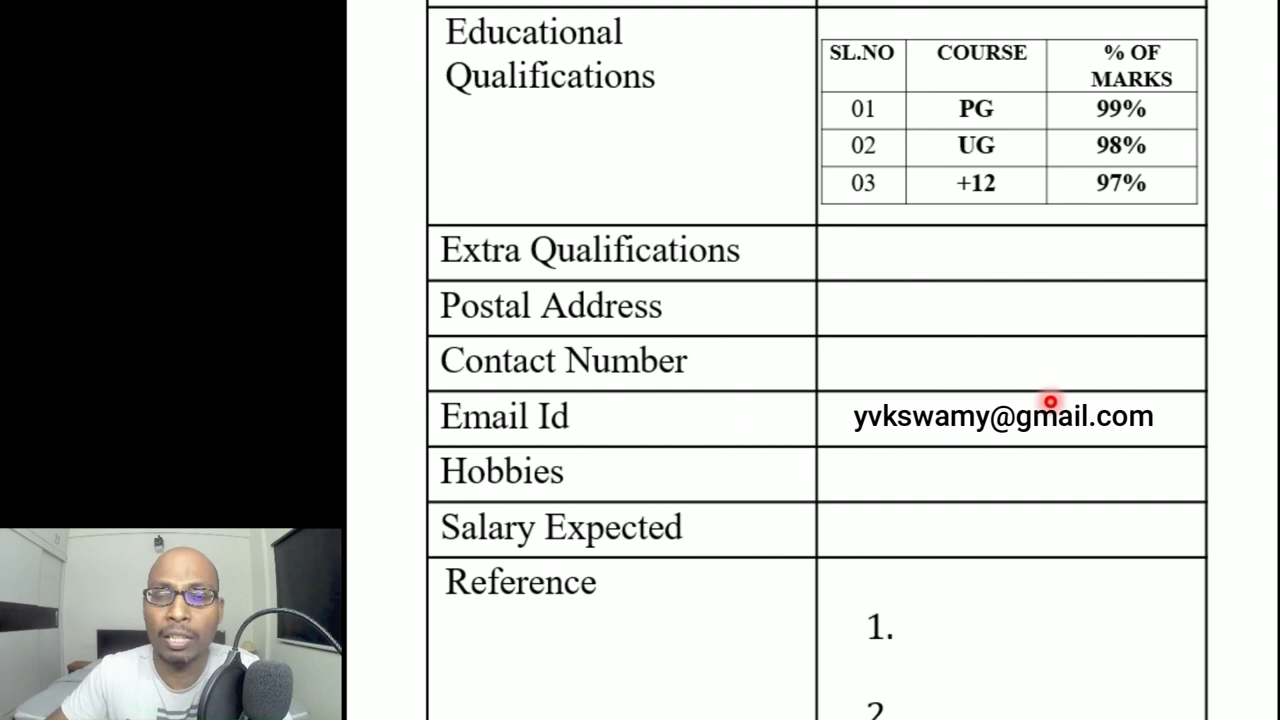 Educational
Qualifications
SL.NO COURSE % OF
MARKS
01 PG 99%
02 UG 98%
03 +12 97%
Extra Qualifications
Postal Address
Contact Number
Email Id yvkswamy@gmail.com
Hobbies
Salary Expected
Reference
1.
2